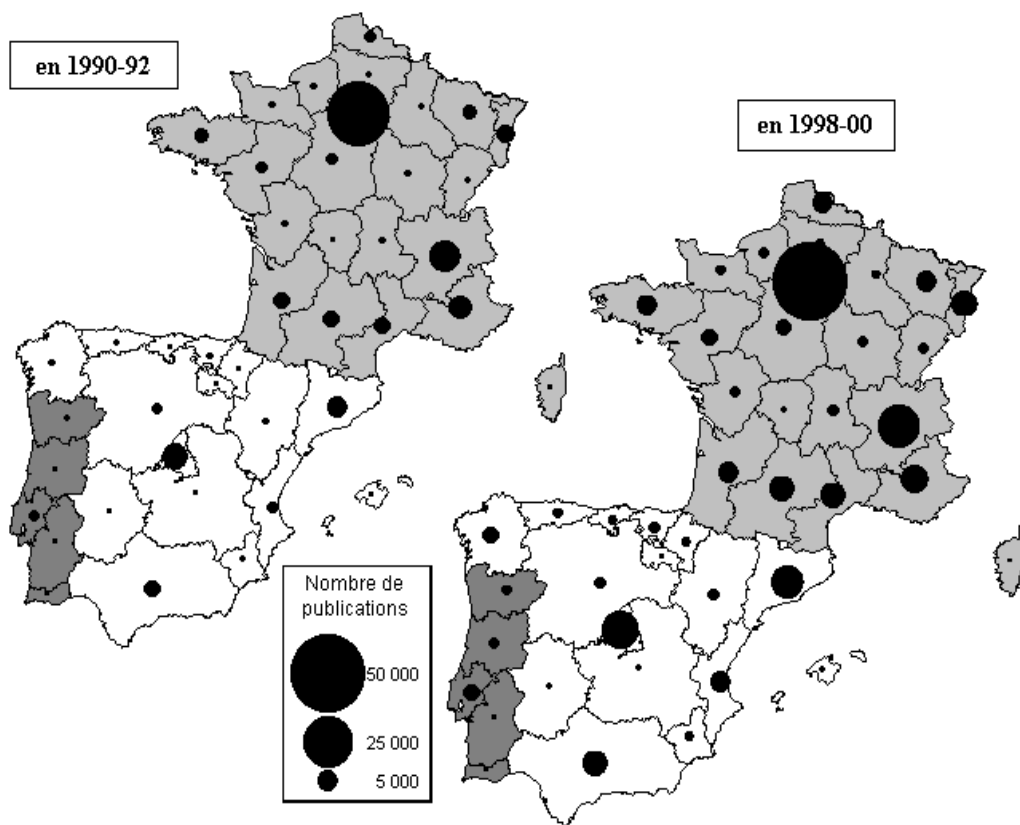 en 1990-92
en 1998-00
Nombre de
publications
50 000
25 000
5 000